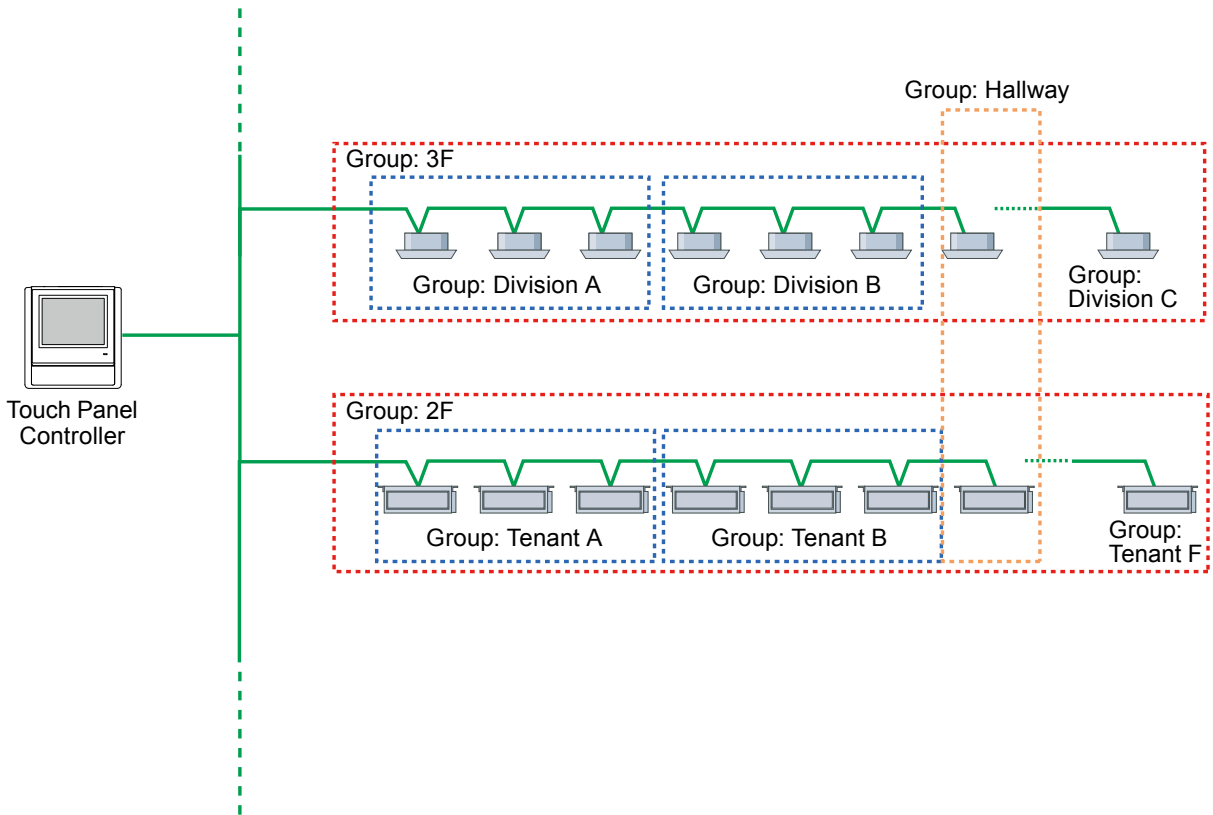 Group: Hallway
Group: 3F
Group: Division A
Group: Division B
Group:
Division C
Touch Panel
Controller
Group: 2F
Group: Tenant A
Group: Tenant B
Group:
Tenant F